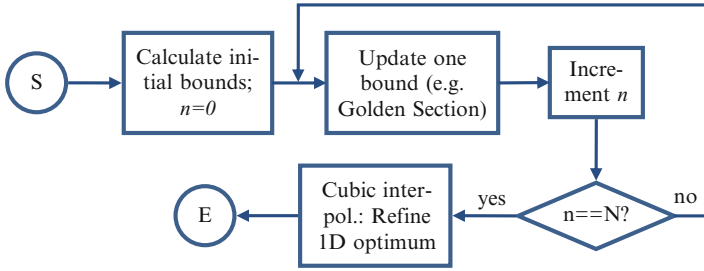 S
Calculate ini-
tial bounds;
n=0
Update one
bound (e.g.
Golden Section)
Incre-
ment n
n==N?
no
yes
Cubic inter-
pol.: Refine
1D optimum
E